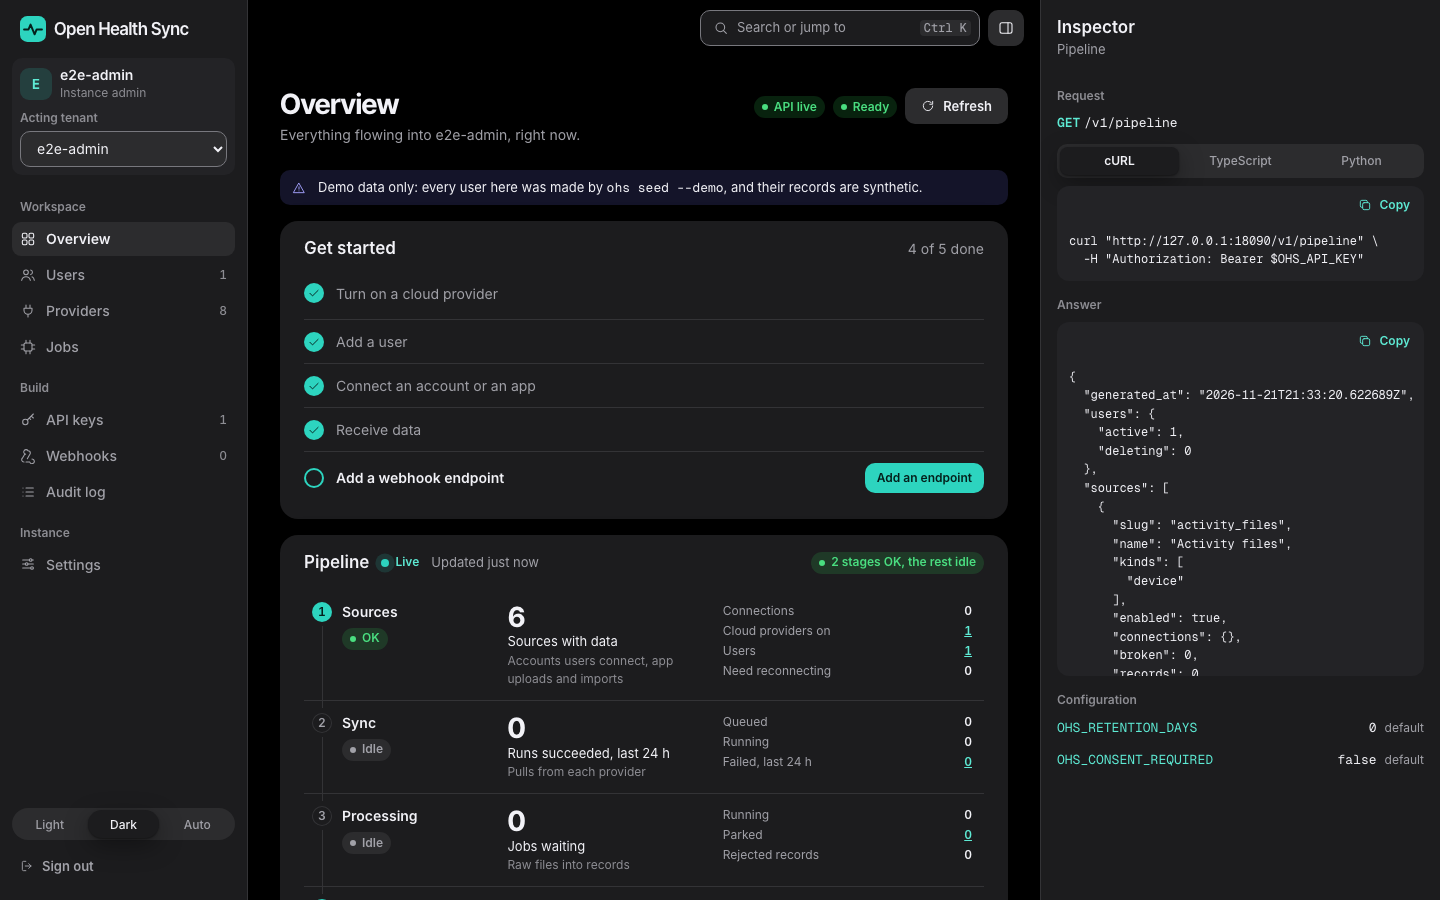 Open Health Sync
E
e2e-admin
Instance admin
Acting tenant
e2e-admin
Workspace
Overview
Users 1
Providers 8
Jobs
Build
API keys 1
Webhooks 0
Audit log
Instance
Settings
Light Dark Auto
Sign out
Search or jump to Ctrl K
Overview
Everything flowing into e2e-admin, right now.
API live Ready Refresh
Demo data only: every user here was made by ohs seed --demo, and their records are synthetic.
Get started 4 of 5 done
Turn on a cloud provider
Add a user
Connect an account or an app
Receive data
Add a webhook endpoint Add an endpoint
Pipeline Live Updated just now 2 stages OK, the rest idle
1 Sources
OK
6
Sources with data
Accounts users connect, app
uploads and imports
Connections 0
Cloud providers on 1
Users 1
Need reconnecting 0
2 Sync
Idle
0
Runs succeeded, last 24 h
Pulls from each provider
Queued 0
Running 0
Failed, last 24 h 0
3 Processing
Idle
0
Jobs waiting
Raw files into records
Running 0
Parked 0
Rejected records 0
Inspector
Pipeline
Request
GET /v1/pipeline
cURL TypeScript Python
Copy
curl "http://127.0.0.1:18090/v1/pipeline" \
-H "Authorization: Bearer $OHS_API_KEY"
Answer
Copy
{
"generated_at": "2026-11-21T21:33:20.622689Z",
"users": {
"active": 1,
"deleting": 0
},
"sources": [
{
"slug": "activity_files",
"name": "Activity files",
"kinds": [
"device"
],
"enabled": true,
"connections": {},
"broken": 0,
"records": 0
Configuration
OHS_RETENTION_DAYS 0 default
OHS_CONSENT_REQUIRED false default